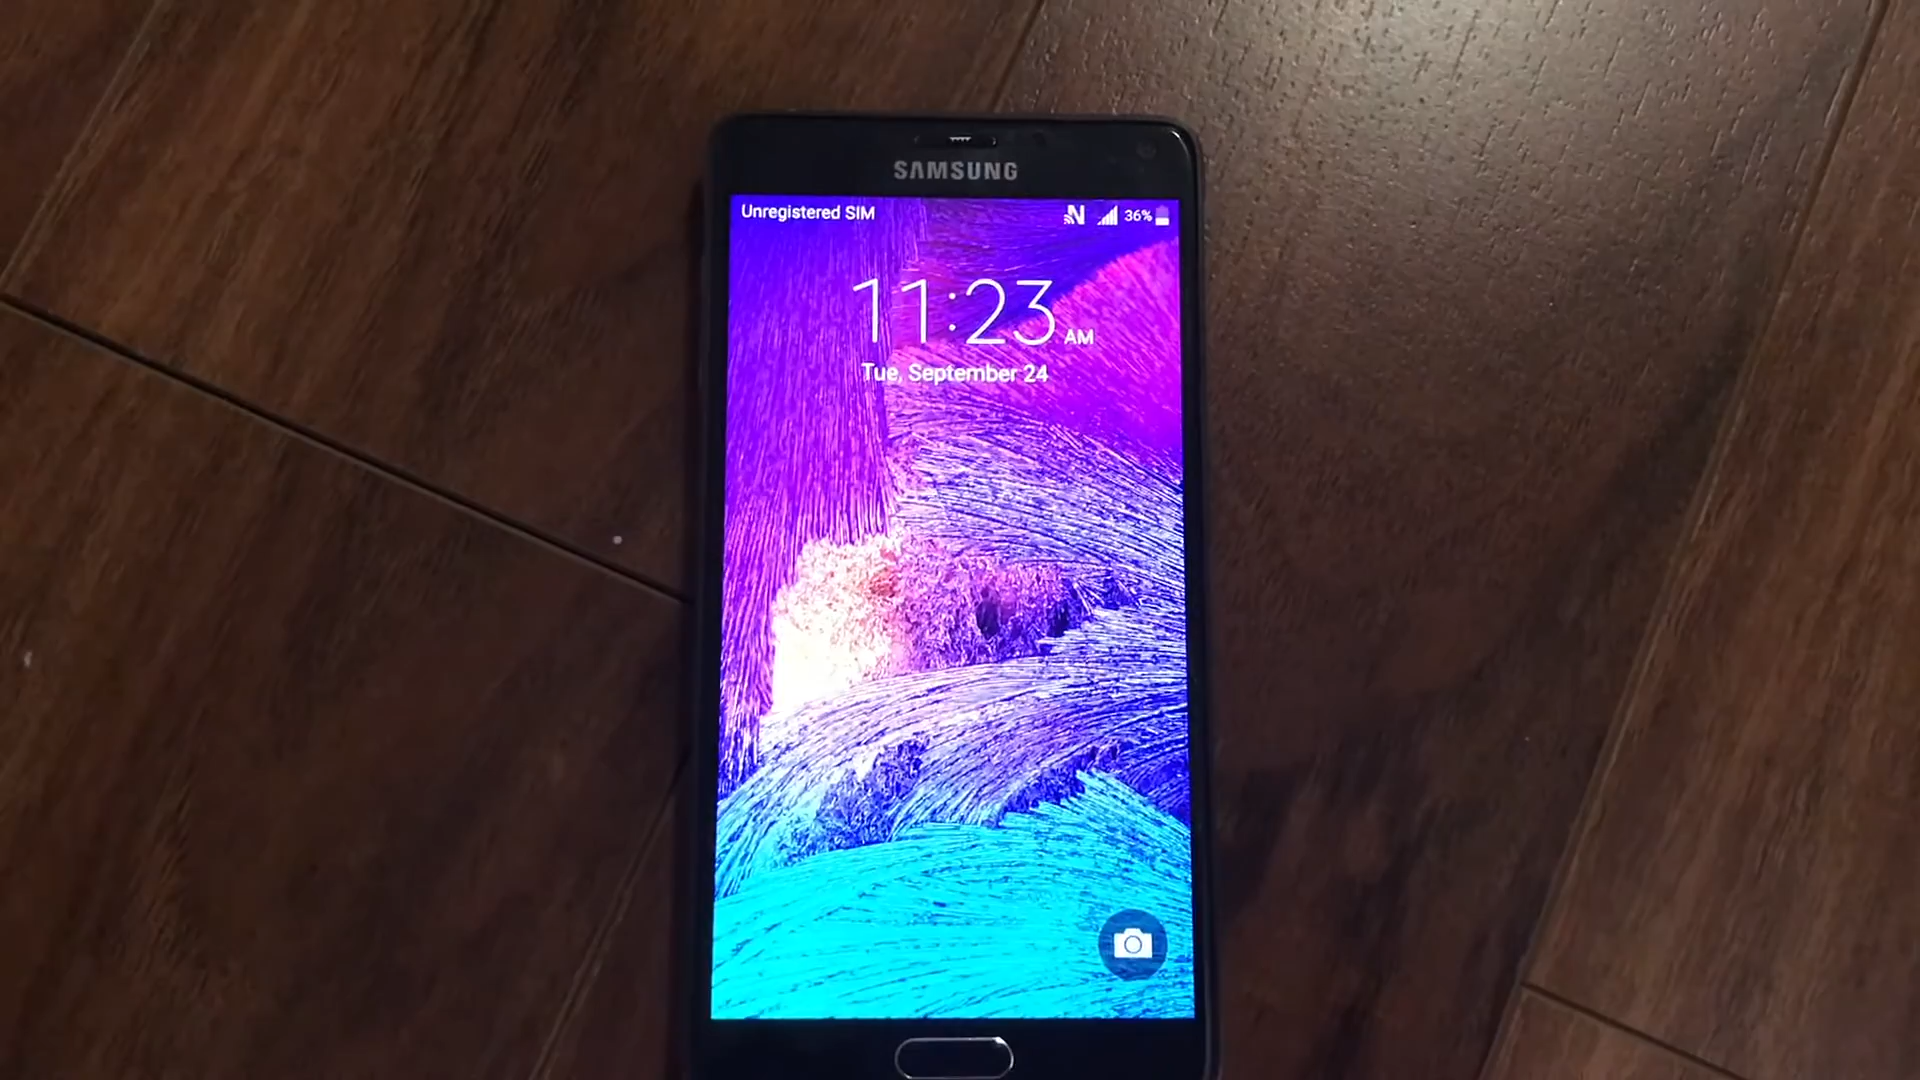 SAMSUNG
Unregistered SIM 36%
11:23 AM
Tue, September 24